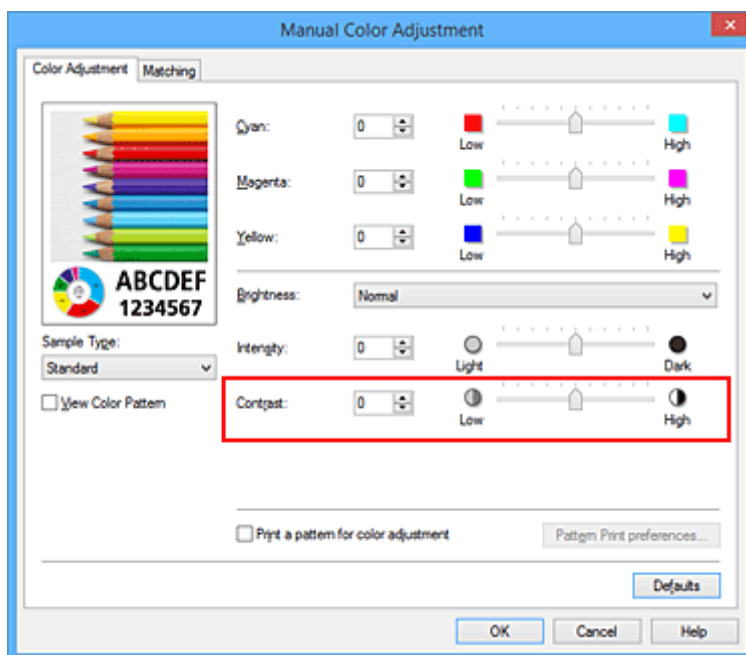 Manual Color Adjustment
Color Adjustment Matching
Cyan: 0 Low High
Magenta: 0 Low High
Yellow: 0 Low High
ABCDEF
1234567
Brightness: Normal
Sample Type:
Standard
Intensity: 0 Light Dark
View Color Pattern
Contrast: 0 Low High
Print a pattern for color adjustment Pattern Print preferences...
Defaults
OK Cancel Help